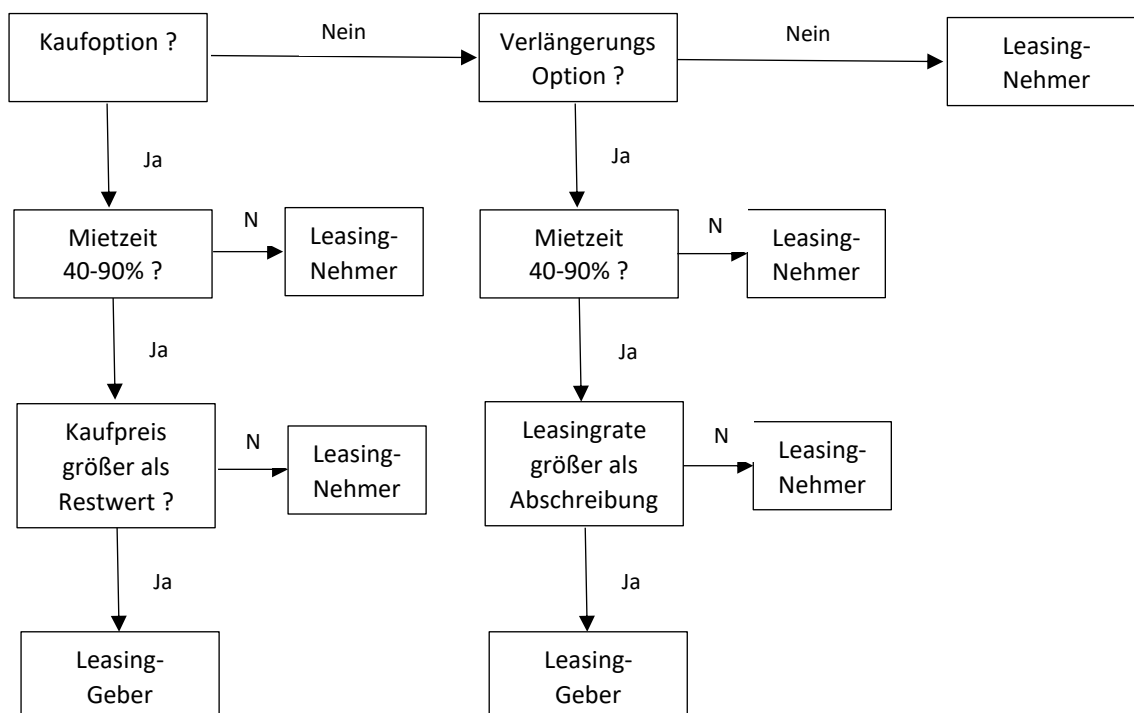 Kaufoption ?
Nein
Verlängerungs
Option ?
Nein
Leasing-
Nehmer
Ja
Ja
Mietzeit
40-90% ?
N
Leasing-
Nehmer
Mietzeit
40-90% ?
N
Leasing-
Nehmer
Ja
Ja
Kaufpreis
größer als
Restwert ?
N
Leasing-
Nehmer
Leasingrate
größer als
Abschreibung
N
Leasing-
Nehmer
Ja
Ja
Leasing-
Geber
Leasing-
Geber